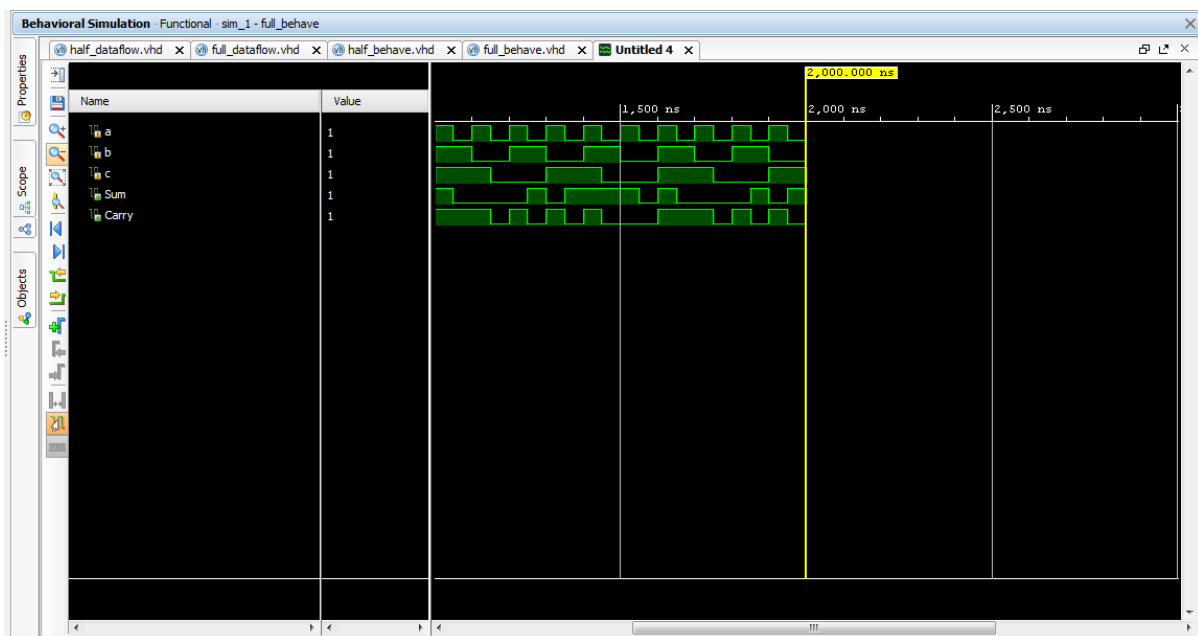 Behavioral Simulation - Functional - sim_1 - full_behave
half_dataflow.vhd x full_dataflow.vhd x half_behave.vhd x full_behave.vhd x Untitled 4 x
Properties
Scope
Objects
2,000.000 ns
Name Value
1,500 ns 2,000 ns 2,500 ns
a 1
b 1
c 1
Sum 1
Carry 1